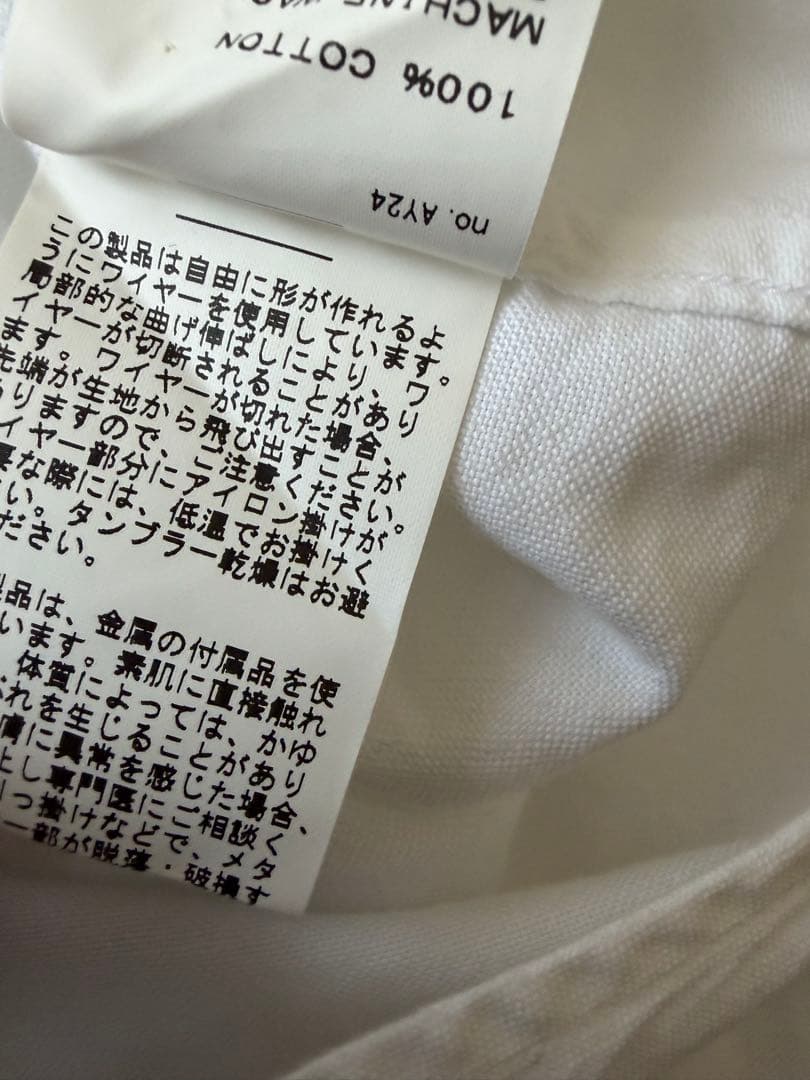 MACHINE
100% COTTON
no. AY24
この製品は自由に形が作れるよ
うにワイヤーを使用しています。
局部的な曲げ伸ばしにより、ワ
イヤーが切断されることがあり
ます。ワイヤーが切れた場合、
先端が生地から飛び出すことが
ありますので、ご注意ください。
イヤー部分にアイロン掛けが
な際には、低温でお掛けく
い。タンブラー乾燥はお避
ださい。
製品は、金属の付属品を使
います。素肌に直接触れ
体質によっては、かゆ
れを生じることがあり
膚に異常を感じた場合、
止し専門医にご相談く
っ掛けなどで、メタ
一部が脱落・破損す